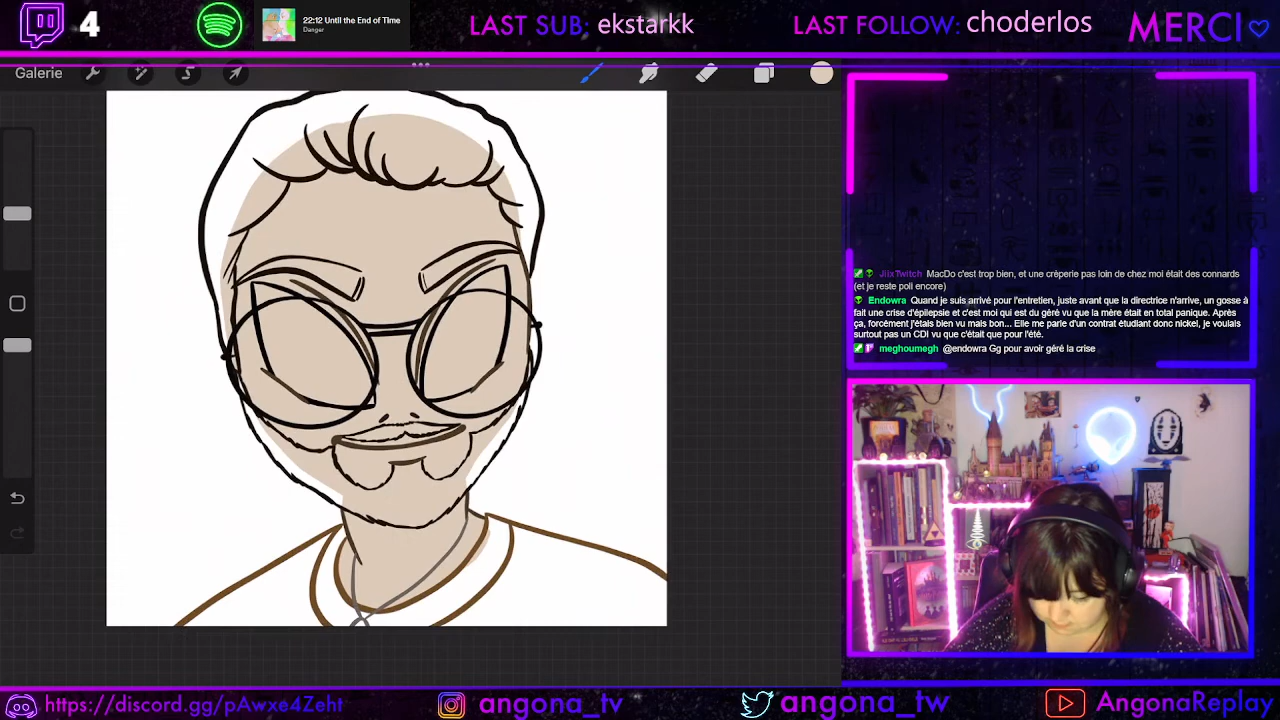 4
22:12 Until the End of Time
Danger
LAST SUB: ekstarkk
LAST FOLLOW: choderlos
MERCI
Galerie
JiixTwitch MacDo c'est trop bien, et une crêperie pas loin de chez moi était des connards
(et je reste poli encore)
Endowra Quand je suis arrivé pour l'entretien, juste avant que la directrice n'arrive, un gosse à
fait une crise d'épilepsie et c'est moi qui est du géré vu que la mère était en total panique. Après
ça, forcément j'étais bien vu mais bon... Elle me parle d'un contrat étudiant donc nickel, je voulais
surtout pas un CDI vu que c'était que pour l'été.
meghoumegh @endowra Gg pour avoir géré la crise
https://discord.gg/pAwxe4Zeht
angona_tv
angona_tw
AngonaReplay